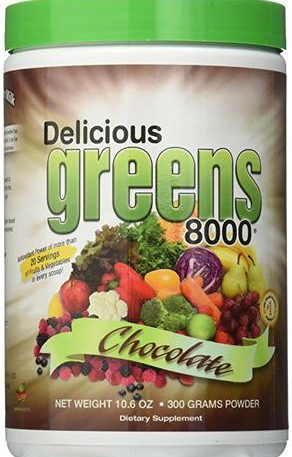 Delicious
greens
8000®
Antioxidant Power of more than
20 Servings
of Fruits & Vegetables
in every scoop!
#1
Chocolate
NET WEIGHT 10.6 OZ • 300 GRAMS POWDER
Dietary Supplement